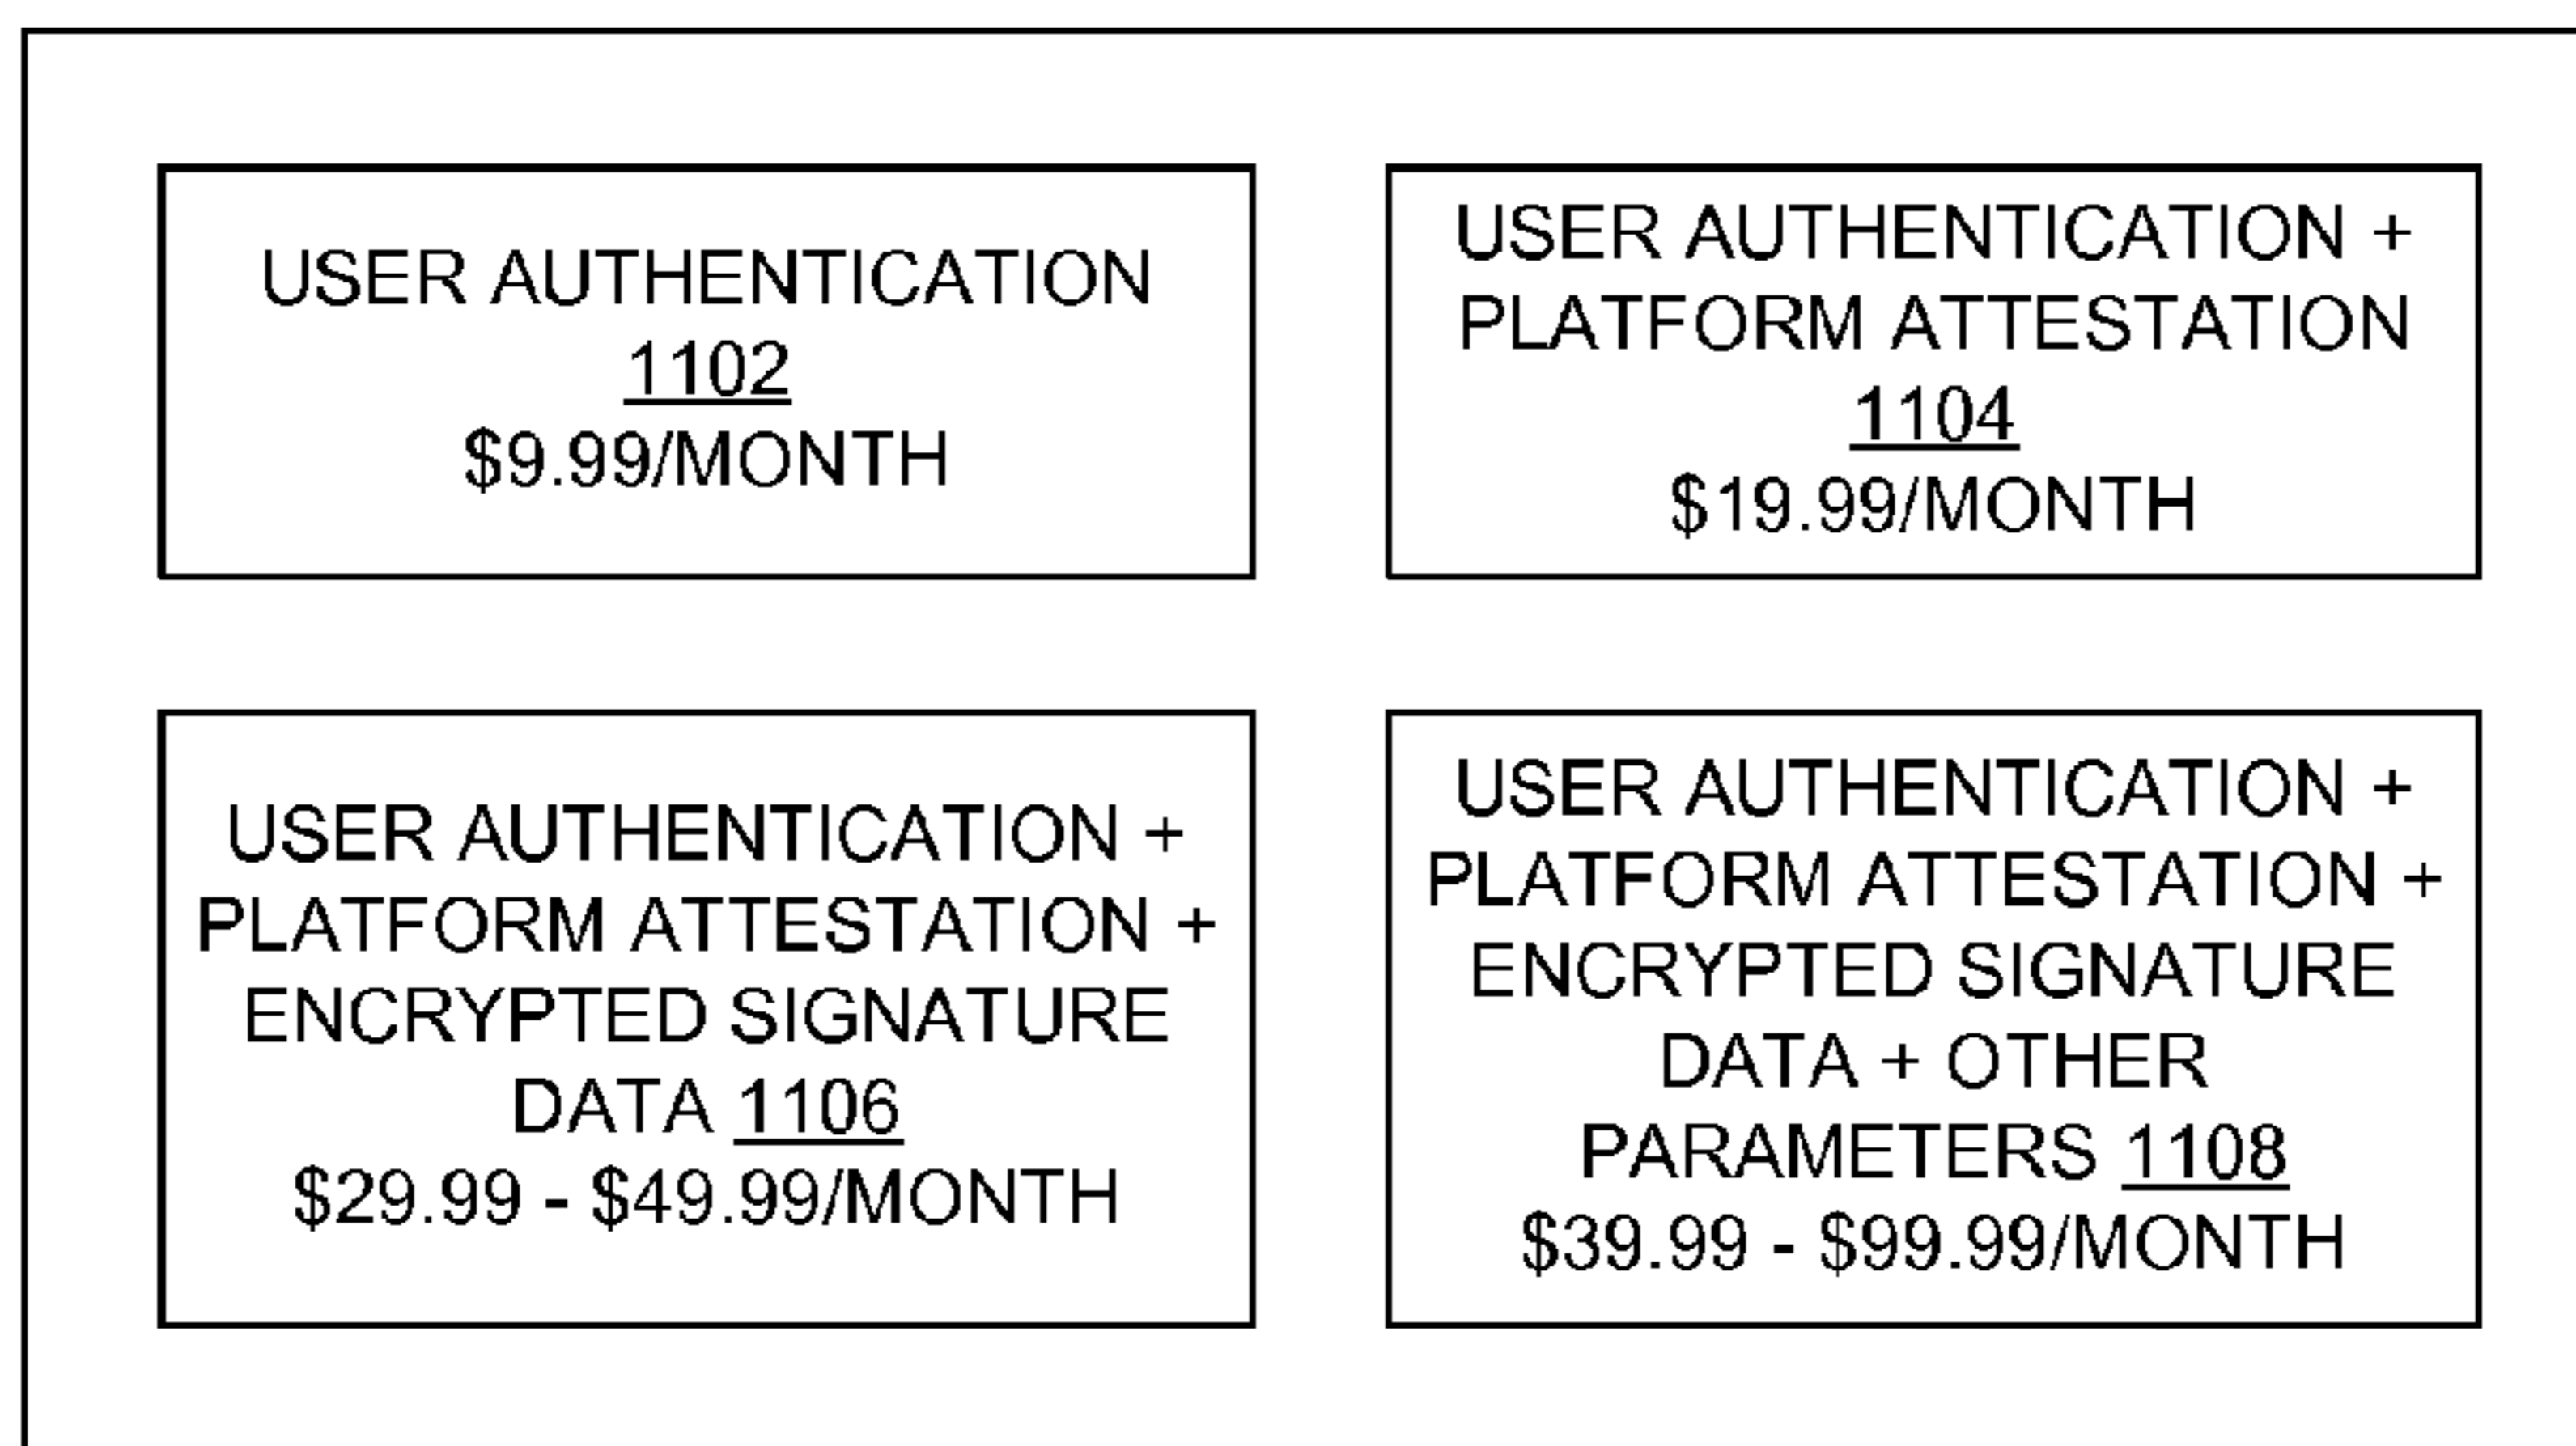 USER AUTHENTICATION
1102
$9.99/MONTH
USER AUTHENTICATION +
PLATFORM ATTESTATION
1104
$19.99/MONTH
USER AUTHENTICATION +
PLATFORM ATTESTATION +
ENCRYPTED SIGNATURE
DATA 1106
$29.99 - $49.99/MONTH
USER AUTHENTICATION +
PLATFORM ATTESTATION +
ENCRYPTED SIGNATURE
DATA + OTHER
PARAMETERS 1108
$39.99 - $99.99/MONTH